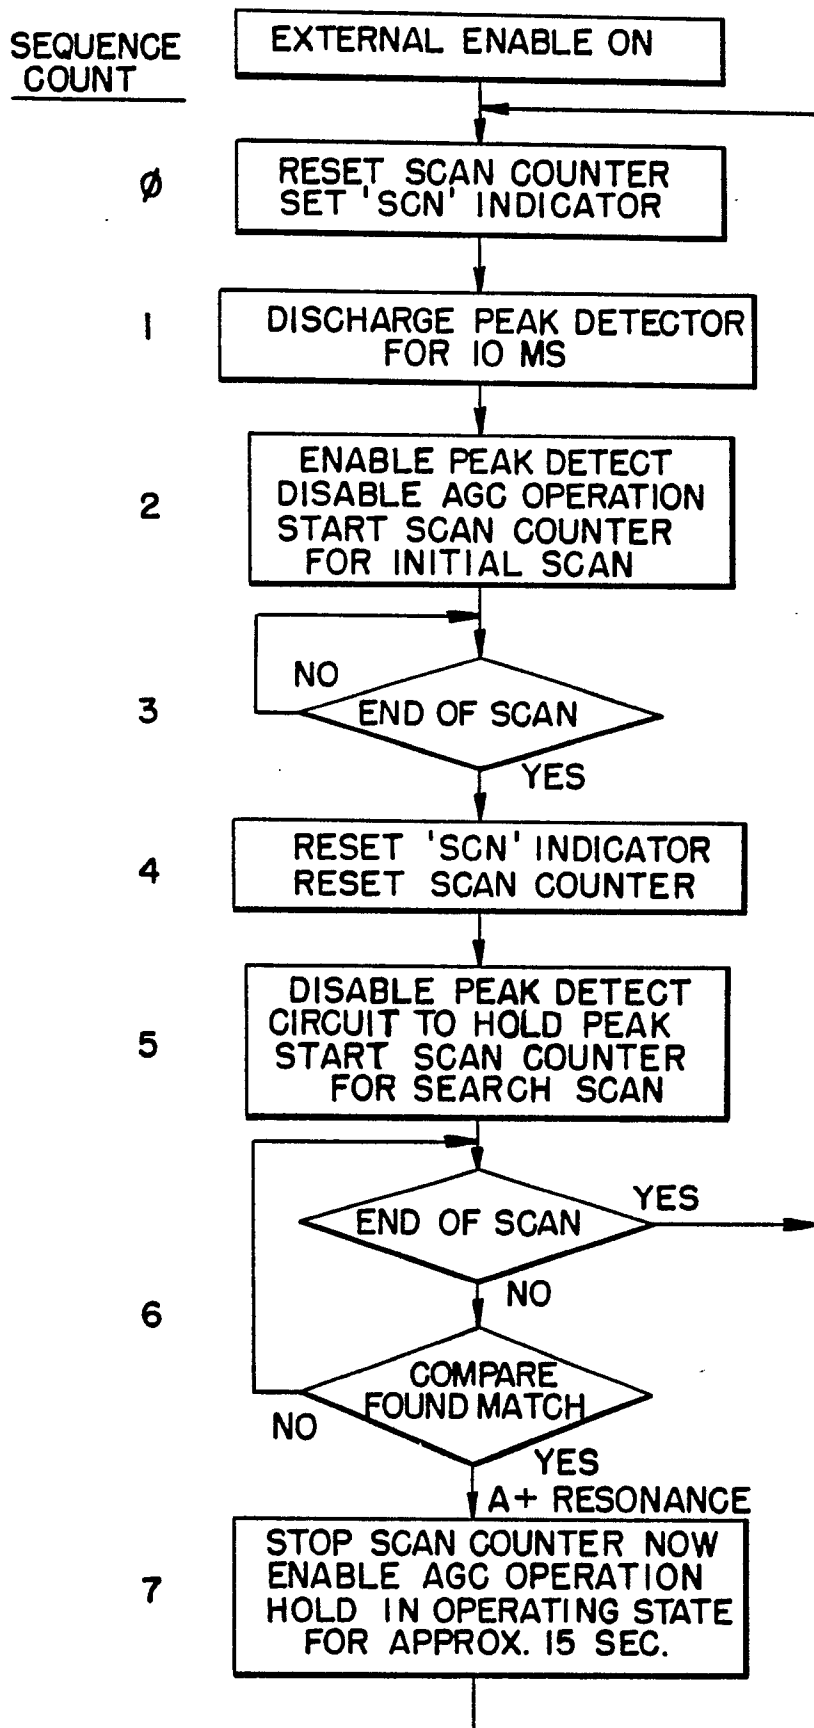 SEQUENCE
COUNT
EXTERNAL ENABLE ON
Ø
RESET SCAN COUNTER
SET 'SCN' INDICATOR
1
DISCHARGE PEAK DETECTOR
FOR 10 MS
2
ENABLE PEAK DETECT
DISABLE AGC OPERATION
START SCAN COUNTER
FOR INITIAL SCAN
3
NO
END OF SCAN
YES
4
RESET 'SCN' INDICATOR
RESET SCAN COUNTER
5
DISABLE PEAK DETECT
CIRCUIT TO HOLD PEAK
START SCAN COUNTER
FOR SEARCH SCAN
END OF SCAN
YES
NO
6
COMPARE
FOUND MATCH
NO
YES
A+ RESONANCE
7
STOP SCAN COUNTER NOW
ENABLE AGC OPERATION
HOLD IN OPERATING STATE
FOR APPROX. 15 SEC.